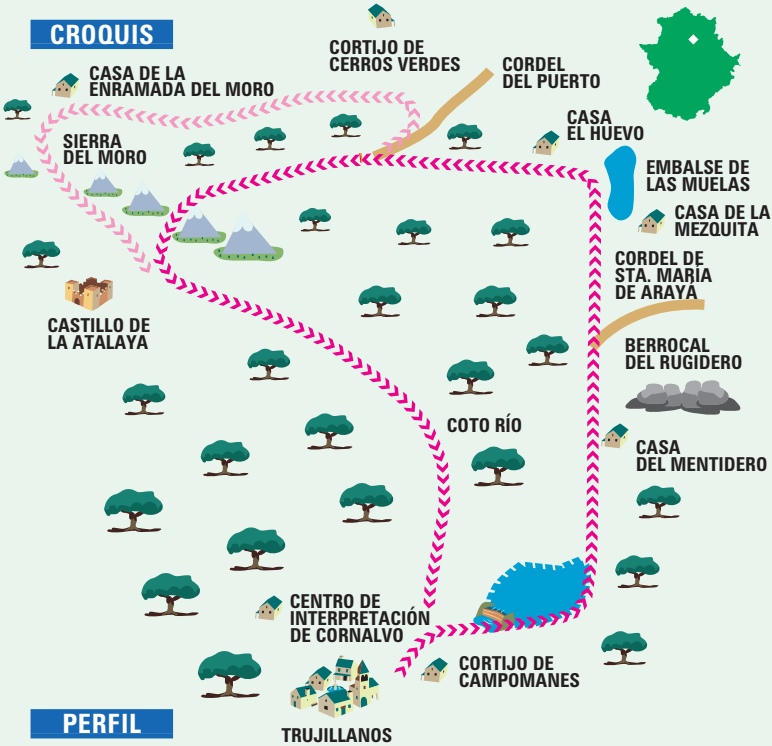 CROQUIS
CORTIJO DE
CERROS VERDES
CORDEL
DEL PUERTO
CASA DE LA
ENRAMADA DEL MORO
CASA
EL HUEVO
SIERRA
DEL MORO
EMBALSE DE
LAS MUELAS
CASA DE LA
MEZQUITA
CORDEL DE
STA. MARÍA
DE ARAYA
CASTILLO DE
LA ATALAYA
BERROCAL
DEL RUGIDERO
COTO RÍO
CASA
DEL MENTIDERO
CENTRO DE
INTERPRETACIÓN
DE CORNALVO
CORTIJO DE
CAMPOMANES
PERFIL
TRUJILLANOS